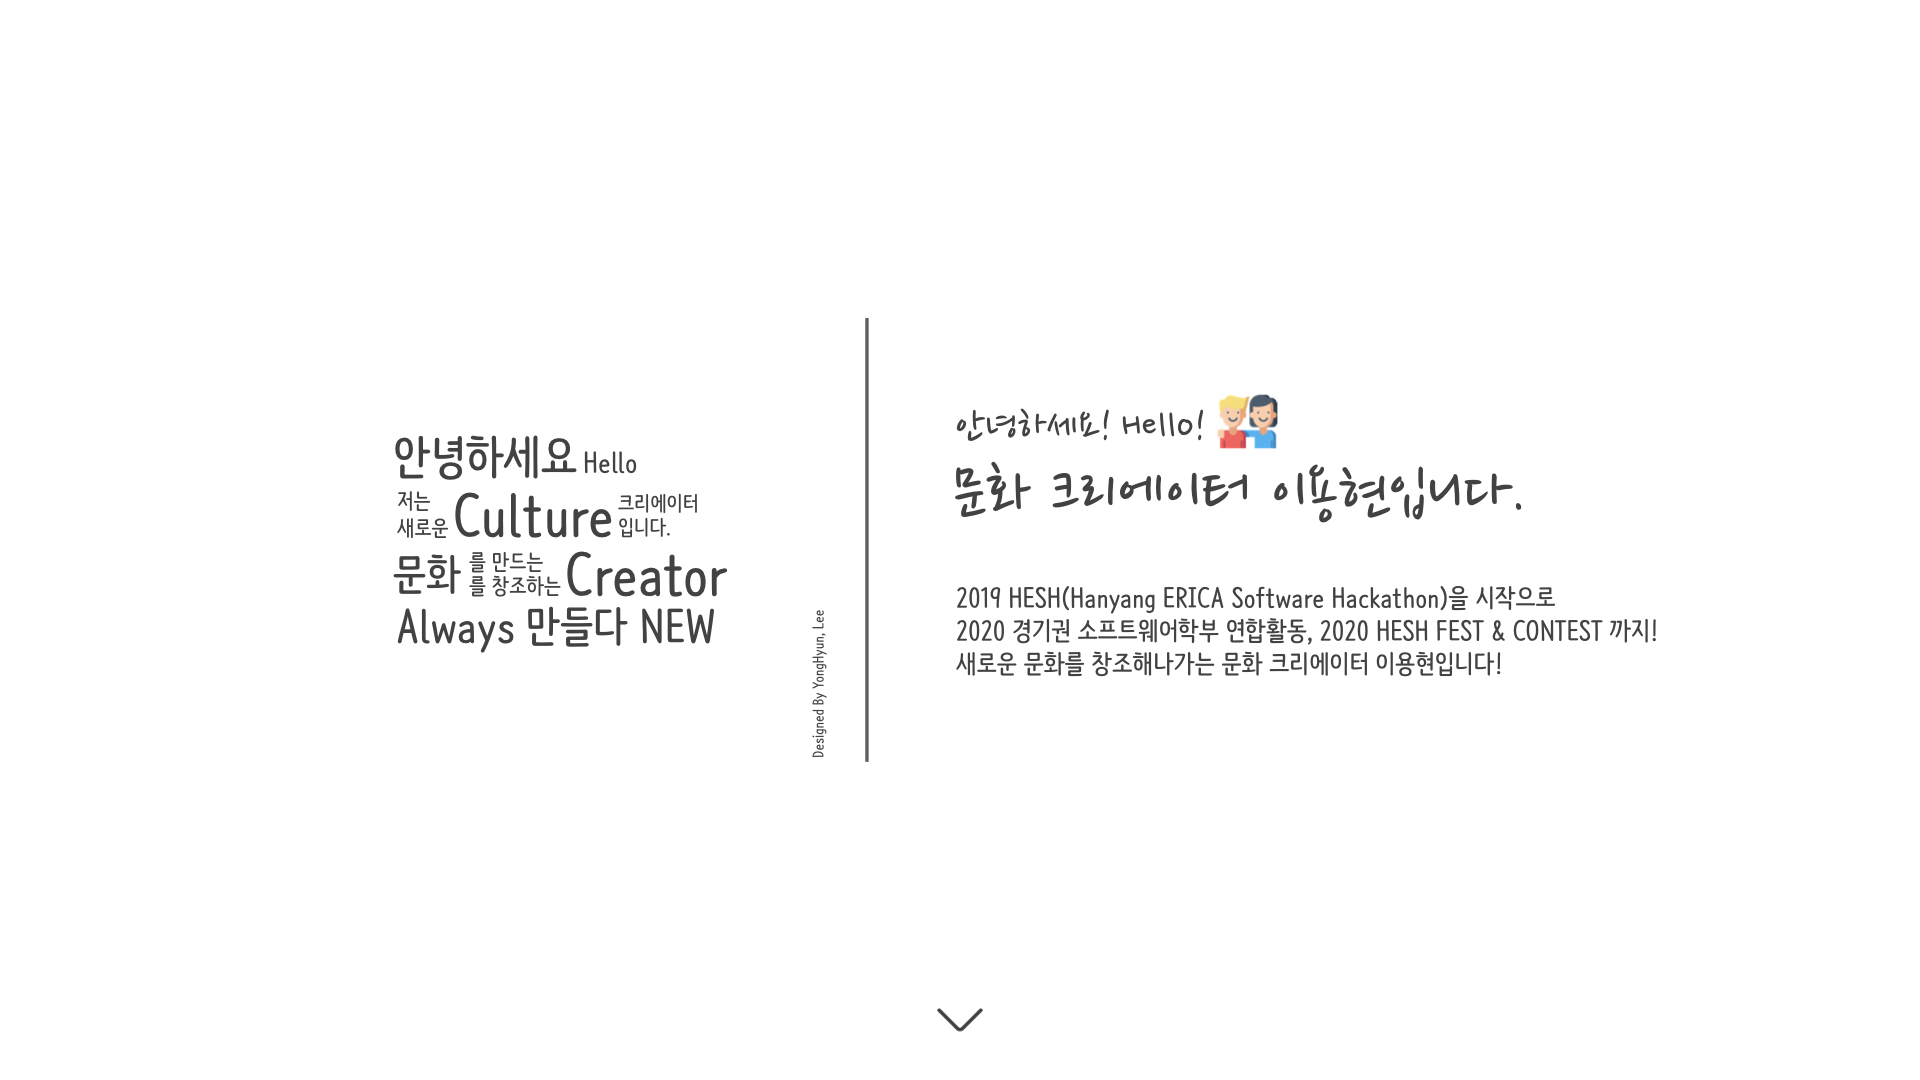 안녕하세요 Hello
저는
새로운 Culture 크리에이터
입니다.
문화 를 만드는
를 창조하는 Creator
Always 만들다 NEW
Designed By YongHyun, Lee
안녕하세요! Hello!
문화 크리에이터 이용현입니다.
2019 HESH(Hanyang ERICA Software Hackathon)을 시작으로
2020 경기권 소프트웨어학부 연합활동, 2020 HESH FEST & CONTEST 까지!
새로운 문화를 창조해나가는 문화 크리에이터 이용현입니다!